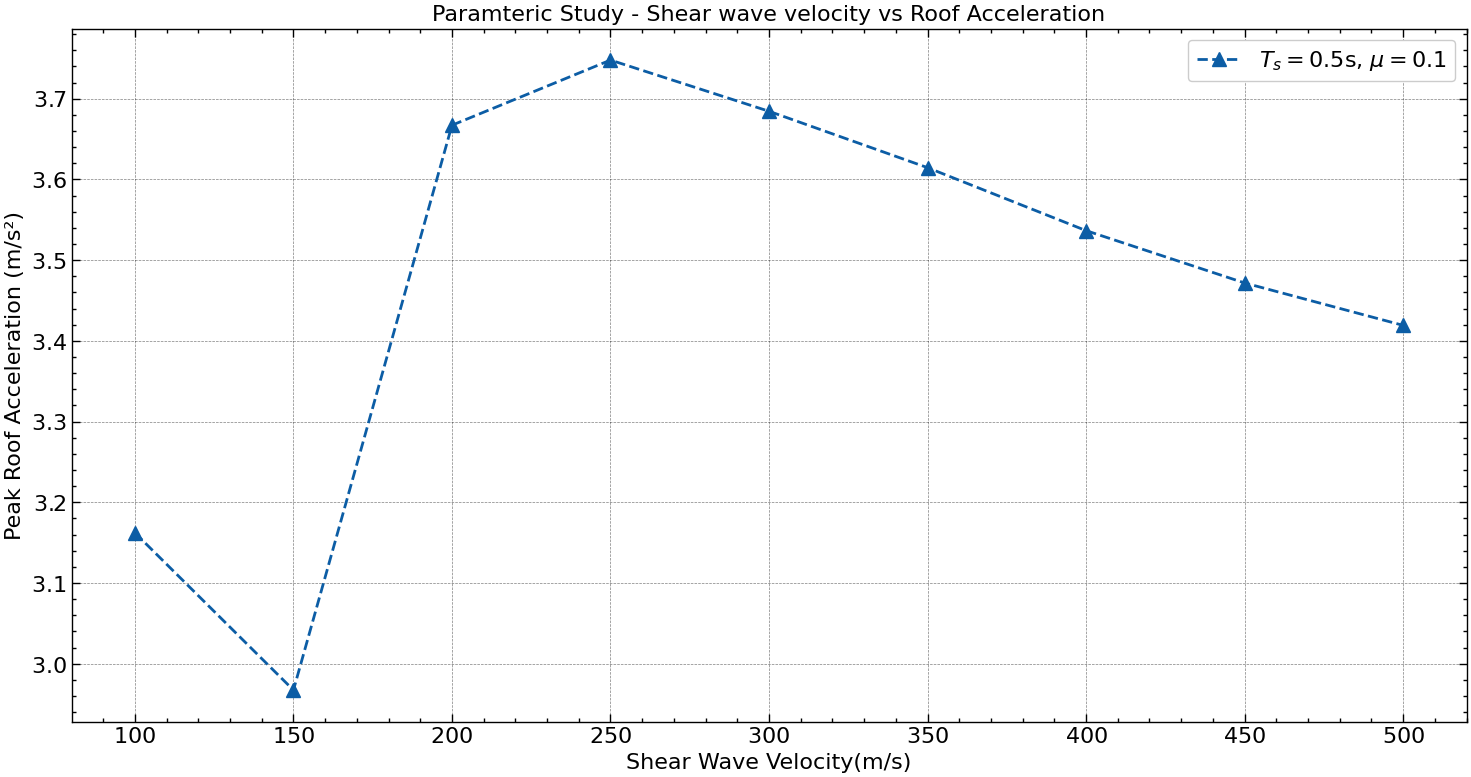 Paramteric Study - Shear wave velocity vs Roof Acceleration
T_s = 0.5s, μ = 0.1
Peak Roof Acceleration (m/s²)
3.7
3.6
3.5
3.4
3.3
3.2
3.1
3.0
100 150 200 250 300 350 400 450 500
Shear Wave Velocity(m/s)